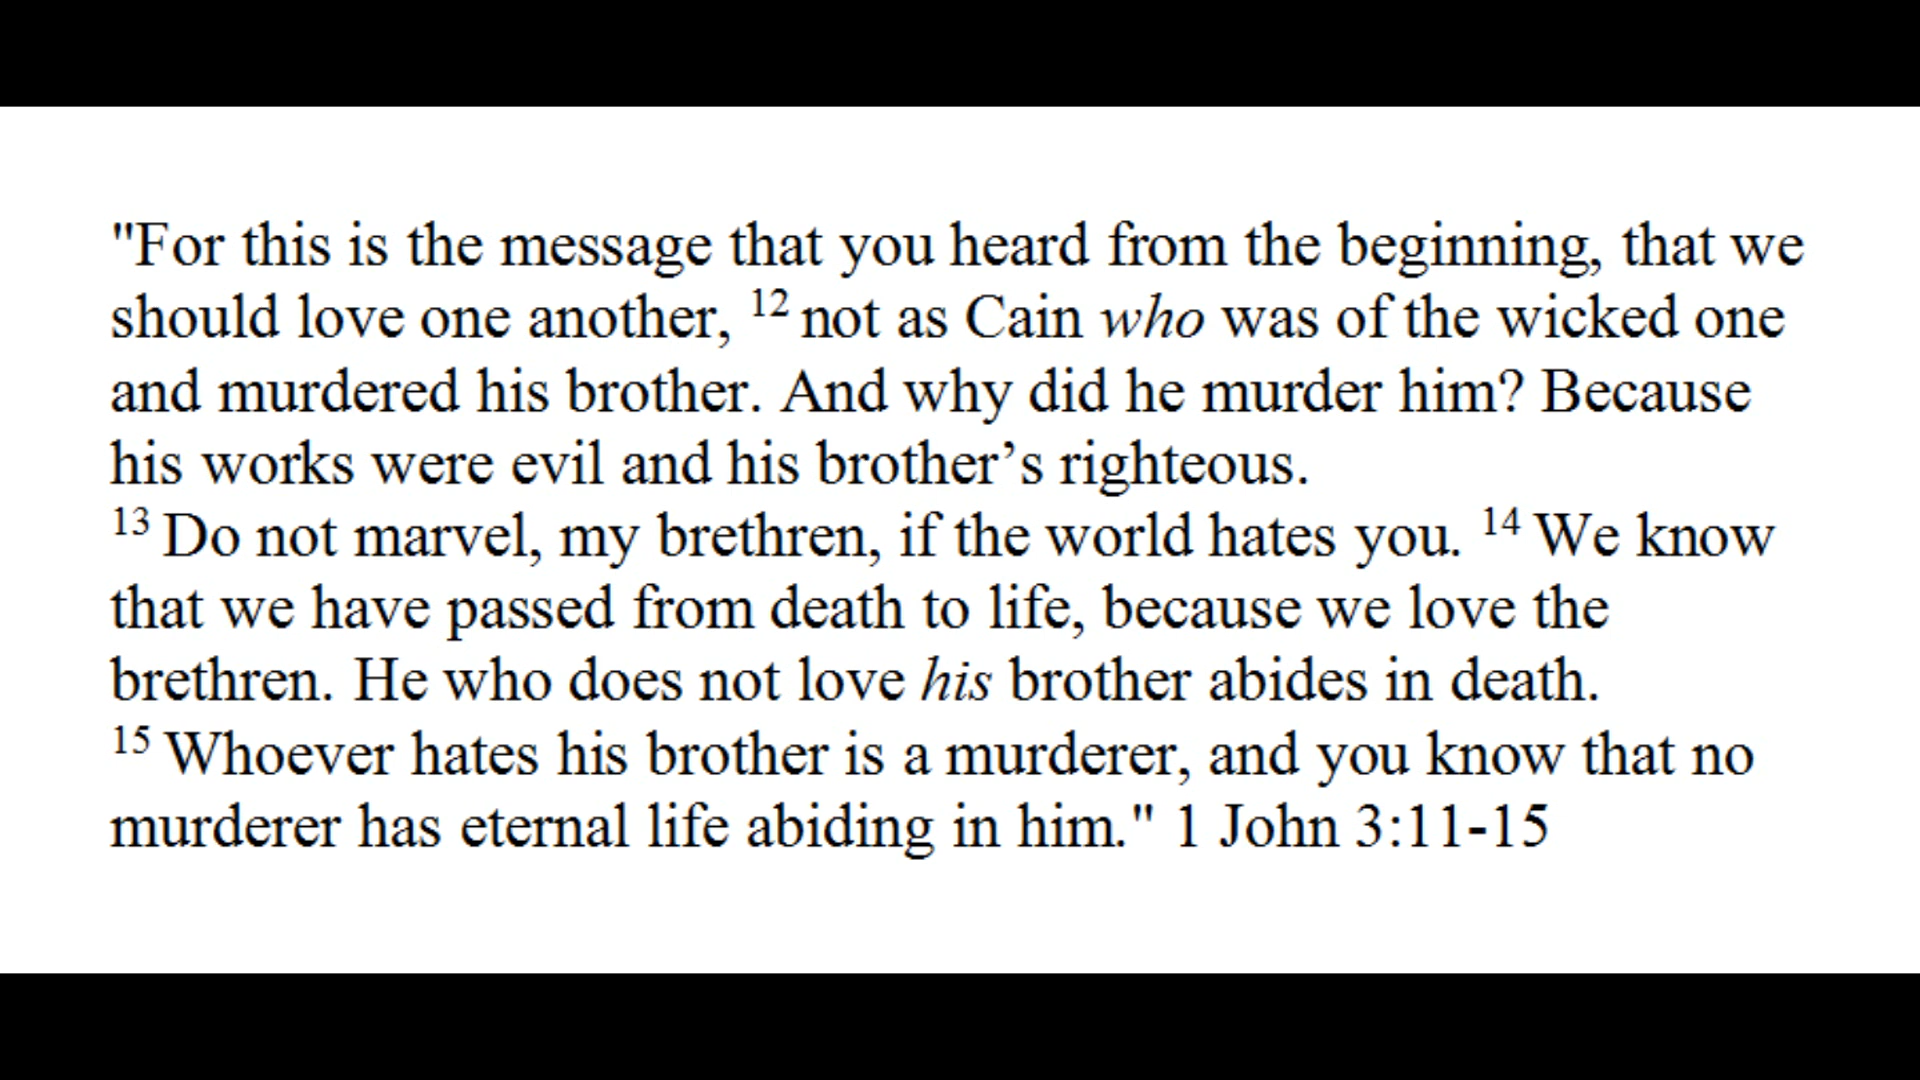 "For this is the message that you heard from the beginning, that we
should love one another, 12 not as Cain who was of the wicked one
and murdered his brother. And why did he murder him? Because
his works were evil and his brother’s righteous.
13 Do not marvel, my brethren, if the world hates you. 14 We know
that we have passed from death to life, because we love the
brethren. He who does not love his brother abides in death.
15 Whoever hates his brother is a murderer, and you know that no
murderer has eternal life abiding in him." 1 John 3:11-15